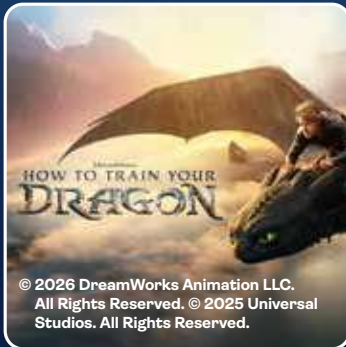 HOW TO TRAIN YOUR
DRAGON
© 2026 DreamWorks Animation LLC.
All Rights Reserved. © 2025 Universal
Studios. All Rights Reserved.